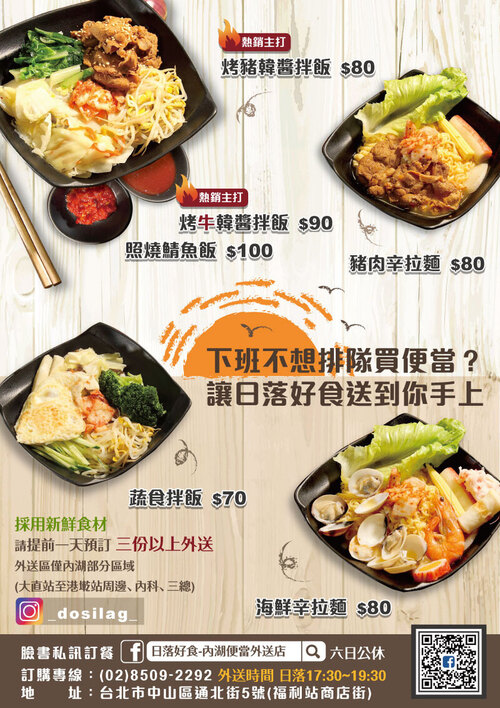 熱銷主打
烤豬韓醬拌飯 $80
熱銷主打
烤牛韓醬拌飯 $90
照燒鯖魚飯 $100
豬肉辛拉麵 $80
下班不想排隊買便當？
讓日落好食送到你手上
蔬食拌飯 $70
採用新鮮食材
請提前一天預訂 三份以上外送
外送區僅內湖部分區域
(大直站至港墘站周邊、內科、三總)
_dosilag_
海鮮辛拉麵 $80
臉書私訊訂餐 日落好食-內湖便當外送店 六日公休
訂購專線：(02)8509-2292 外送時間 日落17:30~19:30
地 址：台北市中山區通北街5號(福利站商店街)